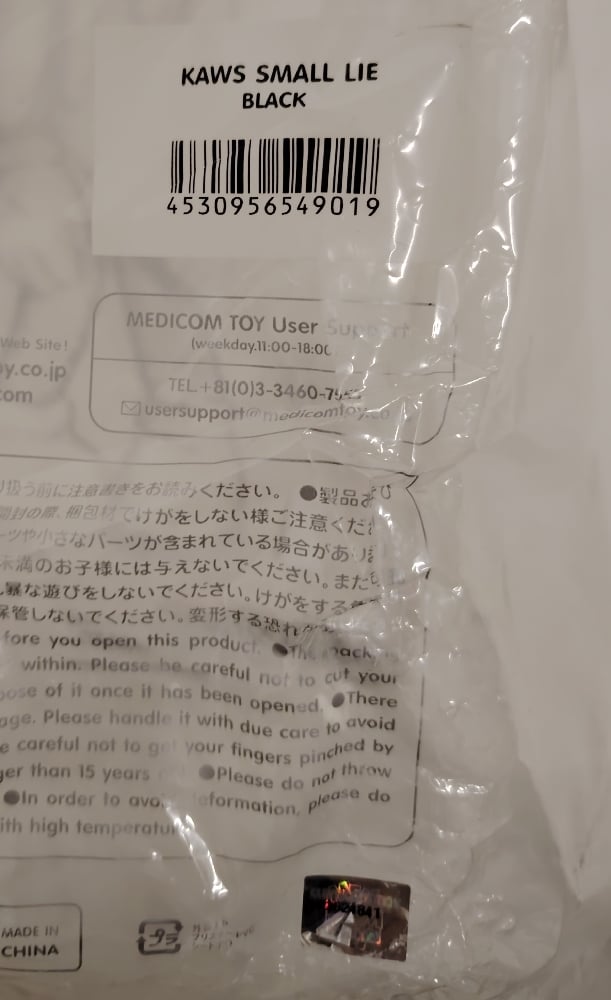 KAWS SMALL LIE
BLACK
4530956549019
MEDICOM TOY User Support
(weekday.11:00-18:00
Web Site!
y.co.jp
com
TEL.+81(0)3-3460-7
usersupport@medicomtoy.co
扱う前に注意書きをお読みください。 ●製品お
開封の際、梱包材でけがをしない様ご注意くだ
ーツや小さなパーツが含まれている場合があ
未満のお子様には与えないでください。また
暴な遊びをしないでください。けがをする
保管しないでください。変形する恐れが
fore you open this product. ●The pack
within. Please be careful not to cut your
ose of it once it has been opened. ●There
age. Please handle it with due care to avoid
e careful not to get your fingers pinched by
ger than 15 years ●Please do not throw
●In order to avoid deformation, please do
ith high temperatu
MADE IN
CHINA
プラ